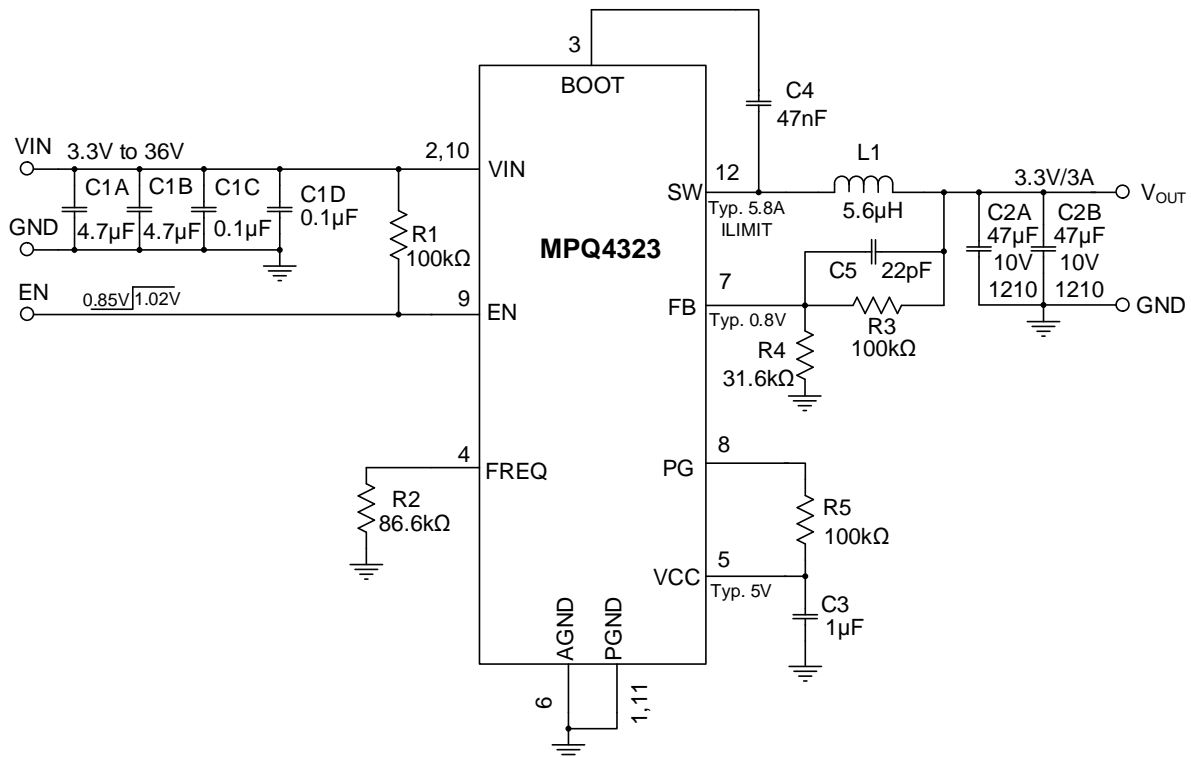 3
BOOT
C4
47nF
VIN
3.3V to 36V
2,10
VIN
C1A
C1B
C1C
C1D
4.7µF
4.7µF
0.1µF
0.1µF
GND
R1
100kΩ
EN
0.85V
1.02V
9
EN
MPQ4323
12
SW
Typ. 5.8A
ILIMIT
L1
5.6µH
3.3V/3A
VOUT
C2A
47µF
10V
1210
C2B
47µF
10V
1210
GND
C5
22pF
7
FB
Typ. 0.8V
R3
100kΩ
R4
31.6kΩ
4
FREQ
R2
86.6kΩ
8
PG
R5
100kΩ
5
VCC
Typ. 5V
C3
1µF
AGND
PGND
6
1,11